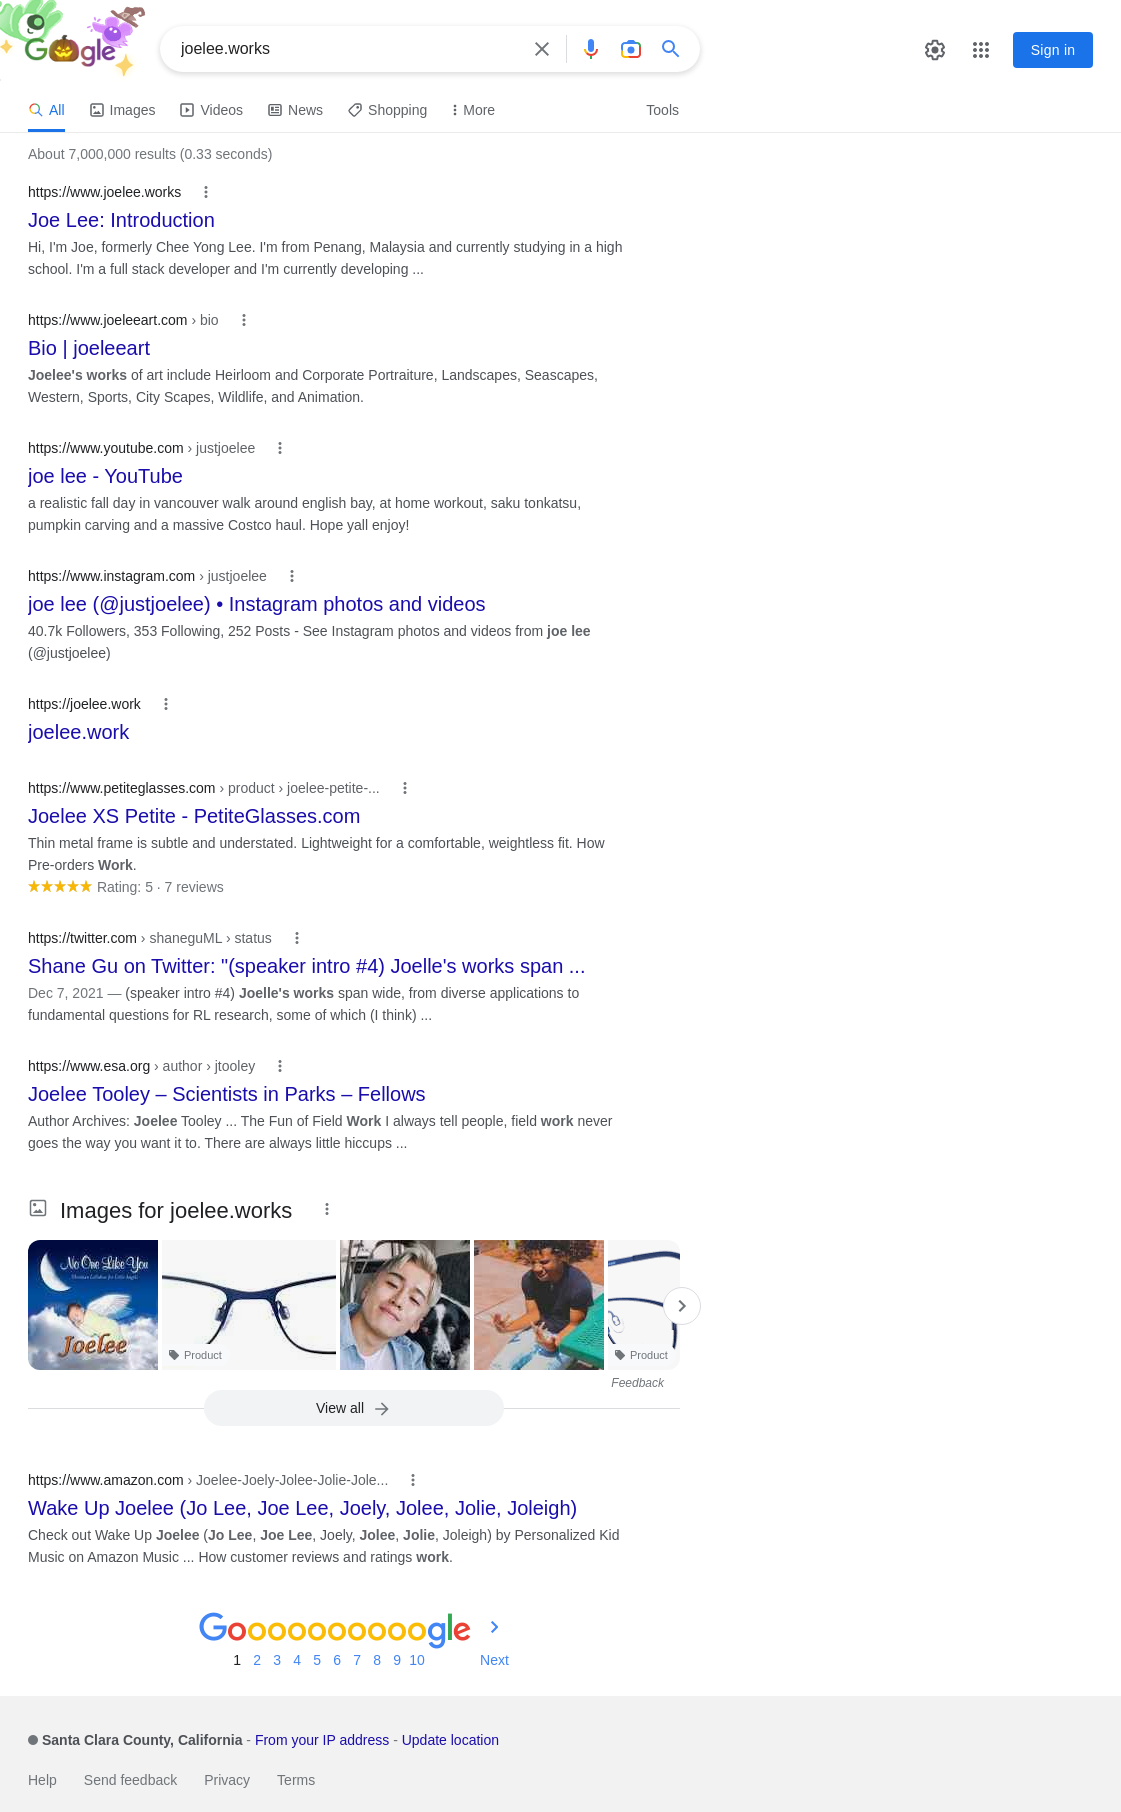 Google
joelee.works
Sign in
All
Images
Videos
News
Shopping
More
Tools
About 7,000,000 results (0.33 seconds)
https://www.joelee.works
Joe Lee: Introduction
Hi, I'm Joe, formerly Chee Yong Lee. I'm from Penang, Malaysia and currently studying in a high
school. I'm a full stack developer and I'm currently developing ...
https://www.joeleeart.com › bio
Bio | joeleeart
Joelee's works of art include Heirloom and Corporate Portraiture, Landscapes, Seascapes,
Western, Sports, City Scapes, Wildlife, and Animation.
https://www.youtube.com › justjoelee
joe lee - YouTube
a realistic fall day in vancouver walk around english bay, at home workout, saku tonkatsu,
pumpkin carving and a massive Costco haul. Hope yall enjoy!
https://www.instagram.com › justjoelee
joe lee (@justjoelee) • Instagram photos and videos
40.7k Followers, 353 Following, 252 Posts - See Instagram photos and videos from joe lee
(@justjoelee)
https://joelee.work
joelee.work
https://www.petiteglasses.com › product › joelee-petite-...
Joelee XS Petite - PetiteGlasses.com
Thin metal frame is subtle and understated. Lightweight for a comfortable, weightless fit. How
Pre-orders Work.
Rating: 5 · 7 reviews
https://twitter.com › shaneguML › status
Shane Gu on Twitter: "(speaker intro #4) Joelle's works span ...
Dec 7, 2021 — (speaker intro #4) Joelle's works span wide, from diverse applications to
fundamental questions for RL research, some of which (I think) ...
https://www.esa.org › author › jtooley
Joelee Tooley – Scientists in Parks – Fellows
Author Archives: Joelee Tooley ... The Fun of Field Work I always tell people, field work never
goes the way you want it to. There are always little hiccups ...
Images for joelee.works
No One Like You
Christian Lullabies for Little Angels
Joelee
Product
Product
Feedback
View all
https://www.amazon.com › Joelee-Joely-Jolee-Jolie-Jole...
Wake Up Joelee (Jo Lee, Joe Lee, Joely, Jolee, Jolie, Joleigh)
Check out Wake Up Joelee (Jo Lee, Joe Lee, Joely, Jolee, Jolie, Joleigh) by Personalized Kid
Music on Amazon Music ... How customer reviews and ratings work.
Goooooooooogle
1 2 3 4 5 6 7 8 9 10 Next
Santa Clara County, California - From your IP address - Update location
Help Send feedback Privacy Terms